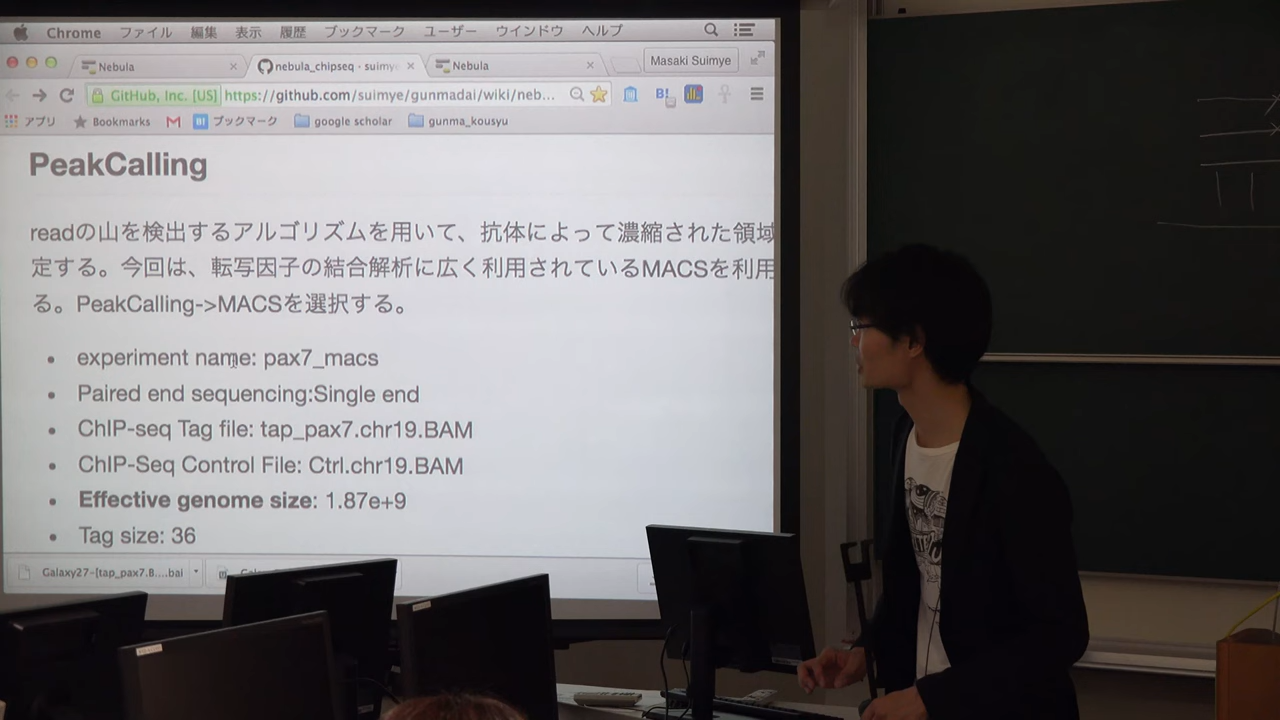 Chrome ファイル 編集 表示 履歴 ブックマーク ユーザー ウインドウ ヘルプ
Nebula nebula_chipseq · suimye Nebula Masaki Suimye
GitHub, Inc. [US] https://github.com/suimye/gunmadai/wiki/neb...
アプリ Bookmarks B! ブックマーク google scholar gunma_kousyu
PeakCalling
readの山を検出するアルゴリズムを用いて、抗体によって濃縮された領域
定する。今回は、転写因子の結合解析に広く利用されているMACSを利用
る。PeakCalling->MACSを選択する。
experiment name: pax7_macs
Paired end sequencing:Single end
ChIP-seq Tag file: tap_pax7.chr19.BAM
ChIP-Seq Control File: Ctrl.chr19.BAM
Effective genome size: 1.87e+9
Tag size: 36
Galaxy27-[tap_pax7.B....bai